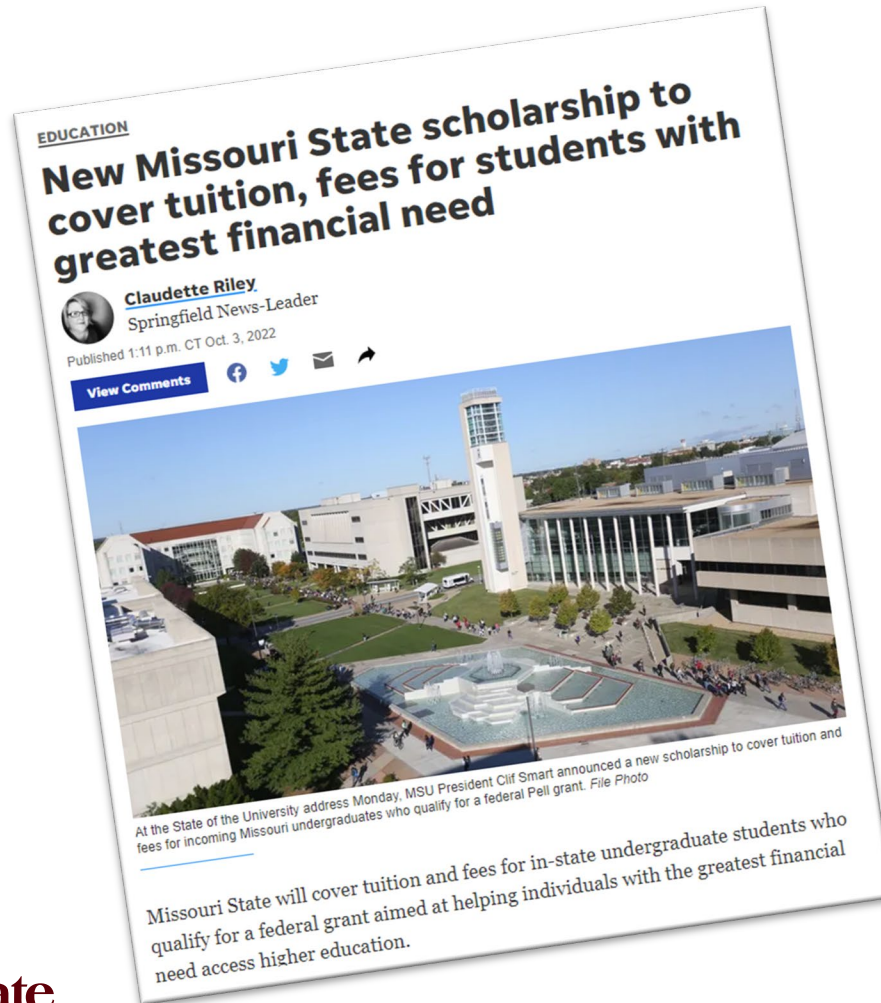 EDUCATION
New Missouri State scholarship to
cover tuition, fees for students with
greatest financial need
Claudette Riley
Springfield News-Leader
Published 1:11 p.m. CT Oct. 3, 2022
View Comments
At the State of the University address Monday, MSU President Clif Smart announced a new scholarship to cover tuition and
fees for incoming Missouri undergraduates who qualify for a federal Pell grant. File Photo
Missouri State will cover tuition and fees for in-state undergraduate students who
qualify for a federal grant aimed at helping individuals with the greatest financial
need access higher education.